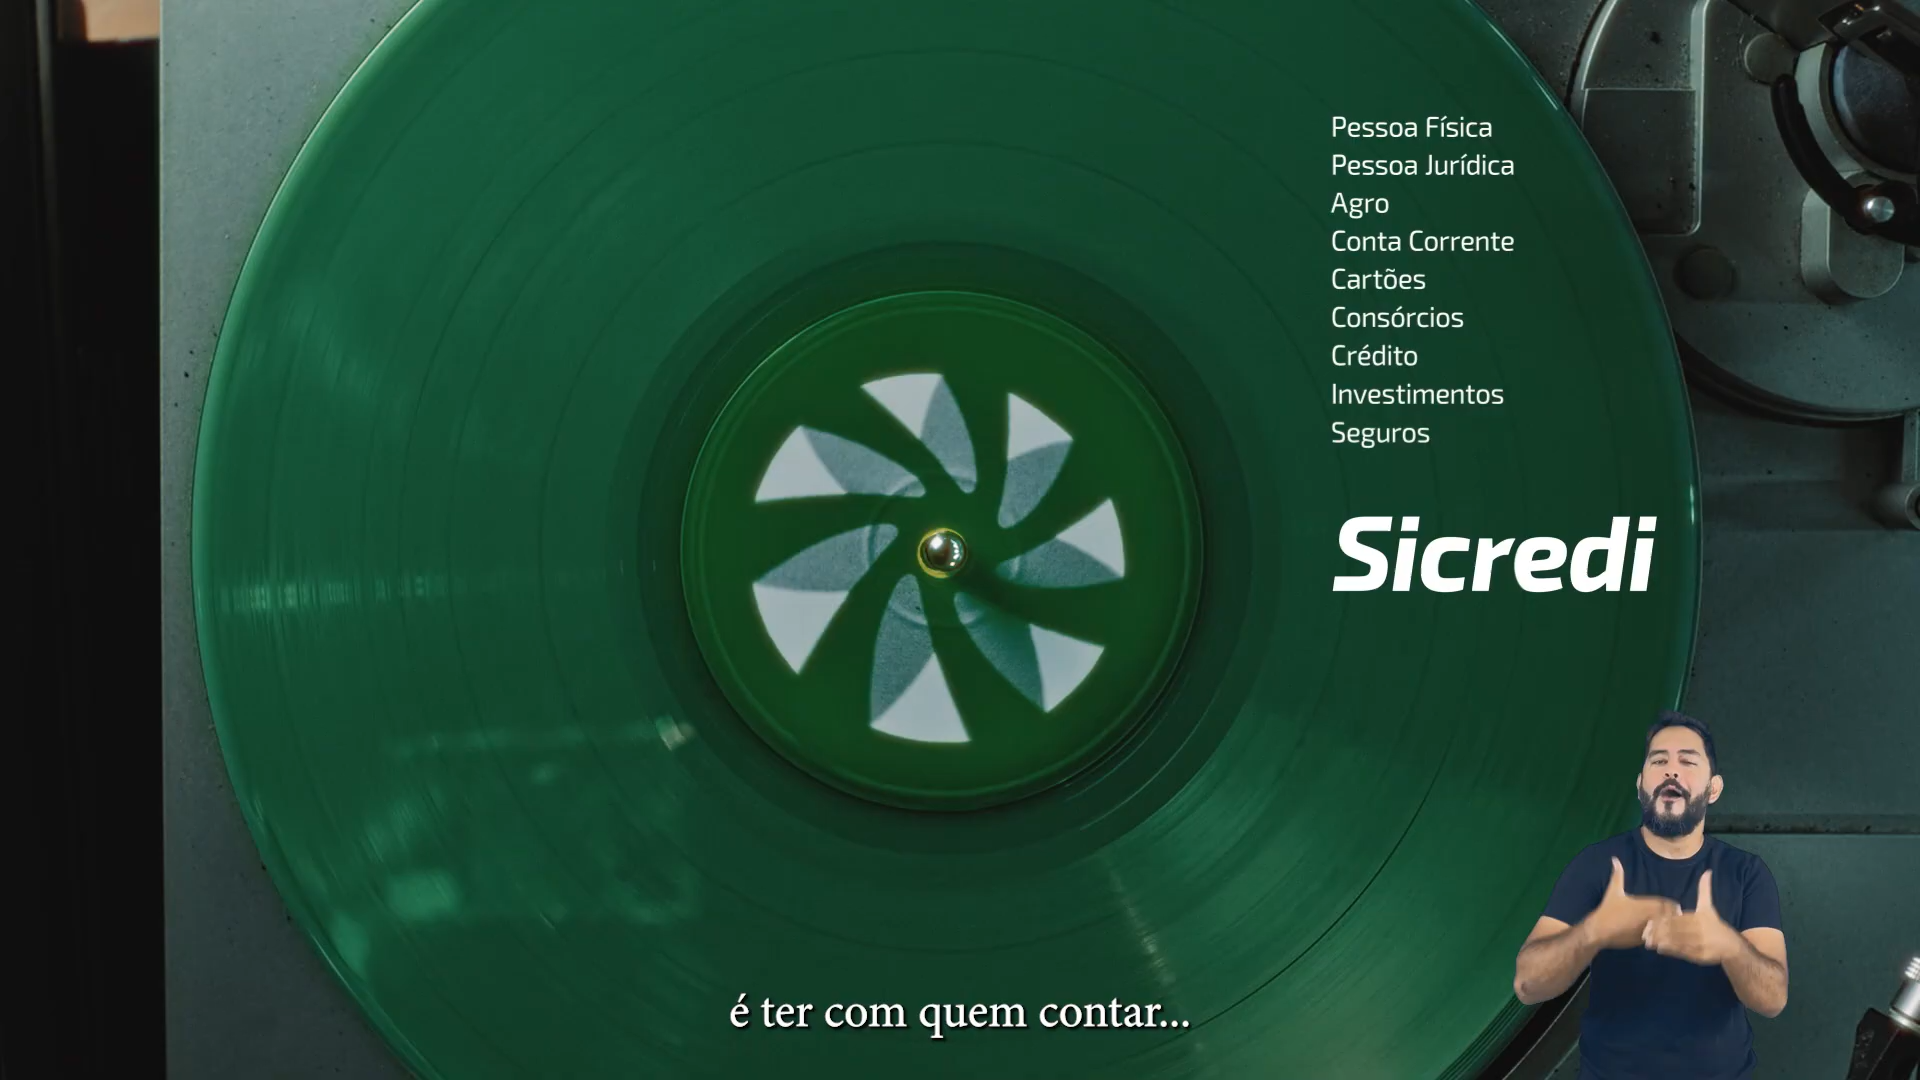 Pessoa Física
Pessoa Jurídica
Agro
Conta Corrente
Cartões
Consórcios
Crédito
Investimentos
Seguros
Sicredi
é ter com quem contar...